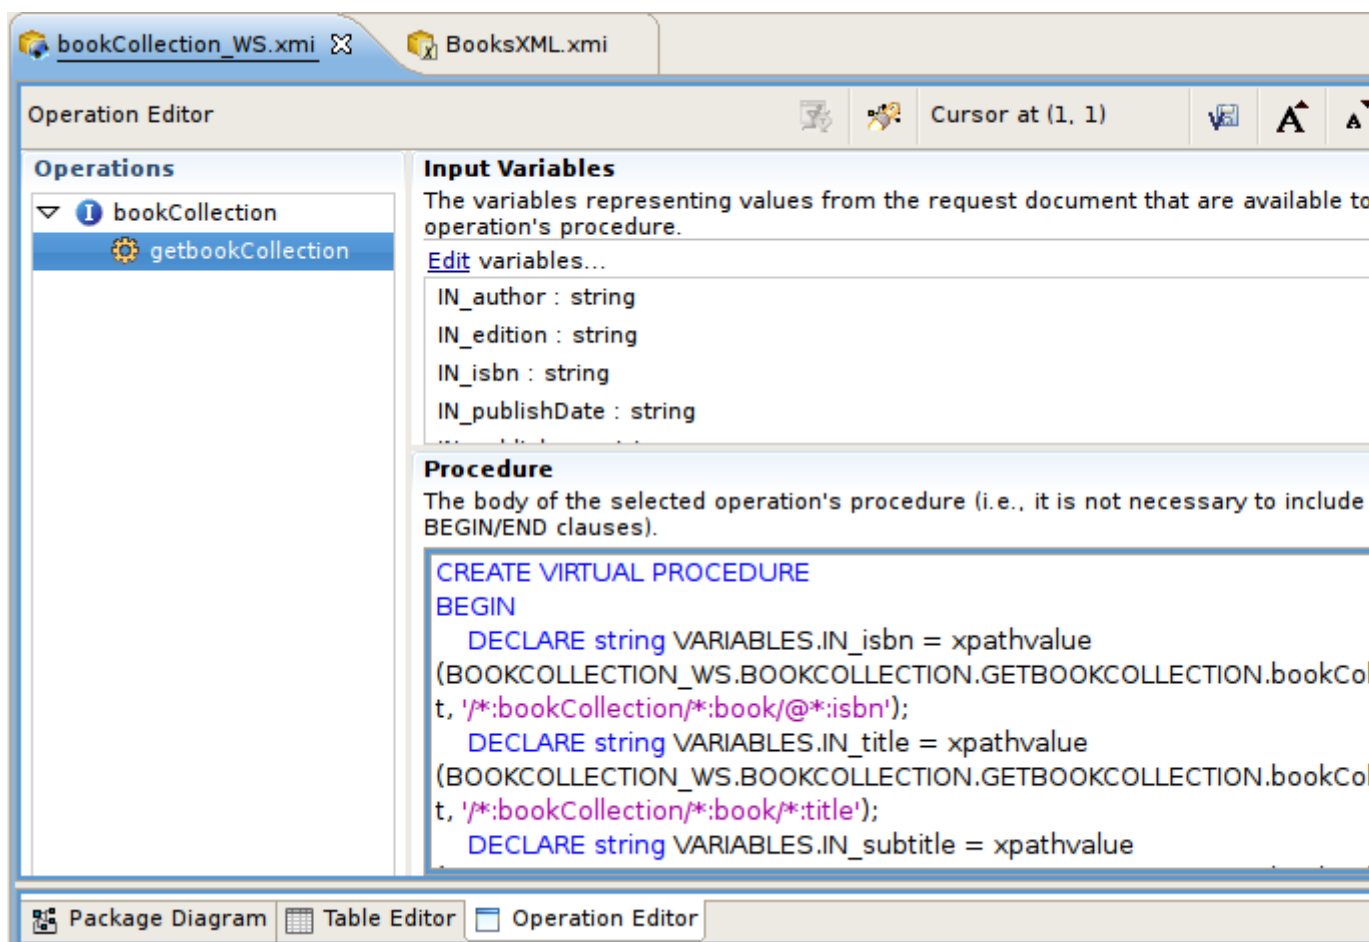 bookCollection_WS.xmi
BooksXML.xmi
Operation Editor
Cursor at (1, 1)
Operations
bookCollection
getbookCollection
Input Variables
The variables representing values from the request document that are available to
operation's procedure.
Edit variables...
IN_author : string
IN_edition : string
IN_isbn : string
IN_publishDate : string
Procedure
The body of the selected operation's procedure (i.e., it is not necessary to include
BEGIN/END clauses).
CREATE VIRTUAL PROCEDURE
BEGIN
DECLARE string VARIABLES.IN_isbn = xpathvalue
(BOOKCOLLECTION_WS.BOOKCOLLECTION.GETBOOKCOLLECTION.bookCol
t, '/*:bookCollection/*:book/@*:isbn');
DECLARE string VARIABLES.IN_title = xpathvalue
(BOOKCOLLECTION_WS.BOOKCOLLECTION.GETBOOKCOLLECTION.bookCol
t, '/*:bookCollection/*:book/*:title');
DECLARE string VARIABLES.IN_subtitle = xpathvalue
Package Diagram
Table Editor
Operation Editor